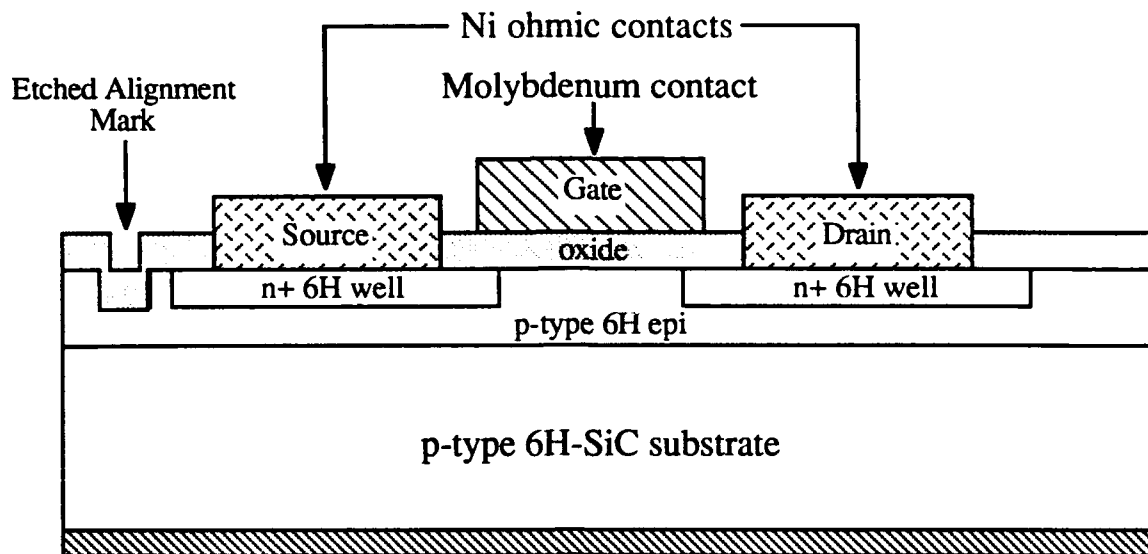 Ni ohmic contacts
Molybdenum contact
Etched Alignment
Mark
Gate
Source
Drain
oxide
n+ 6H well
n+ 6H well
p-type 6H epi
p-type 6H-SiC substrate